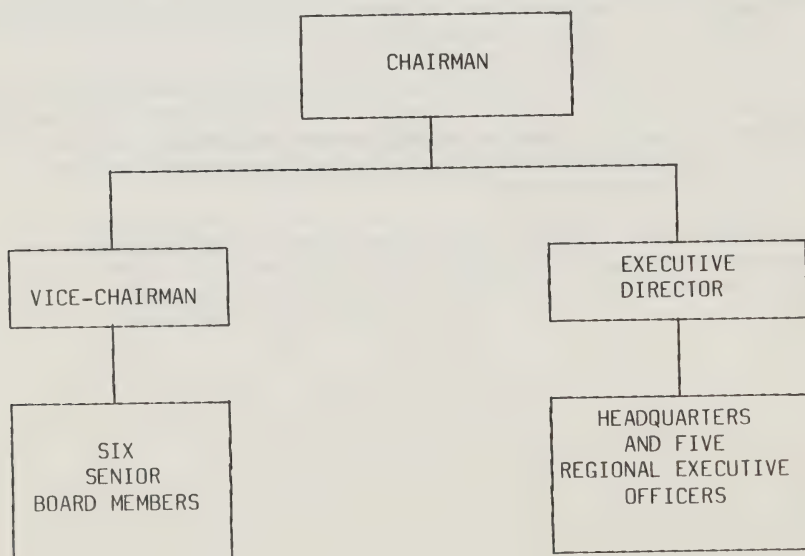 CHAIRMAN
VICE-CHAIRMAN
EXECUTIVE
DIRECTOR
SIX
SENIOR
BOARD MEMBERS
HEADQUARTERS
AND FIVE
REGIONAL EXECUTIVE
OFFICERS